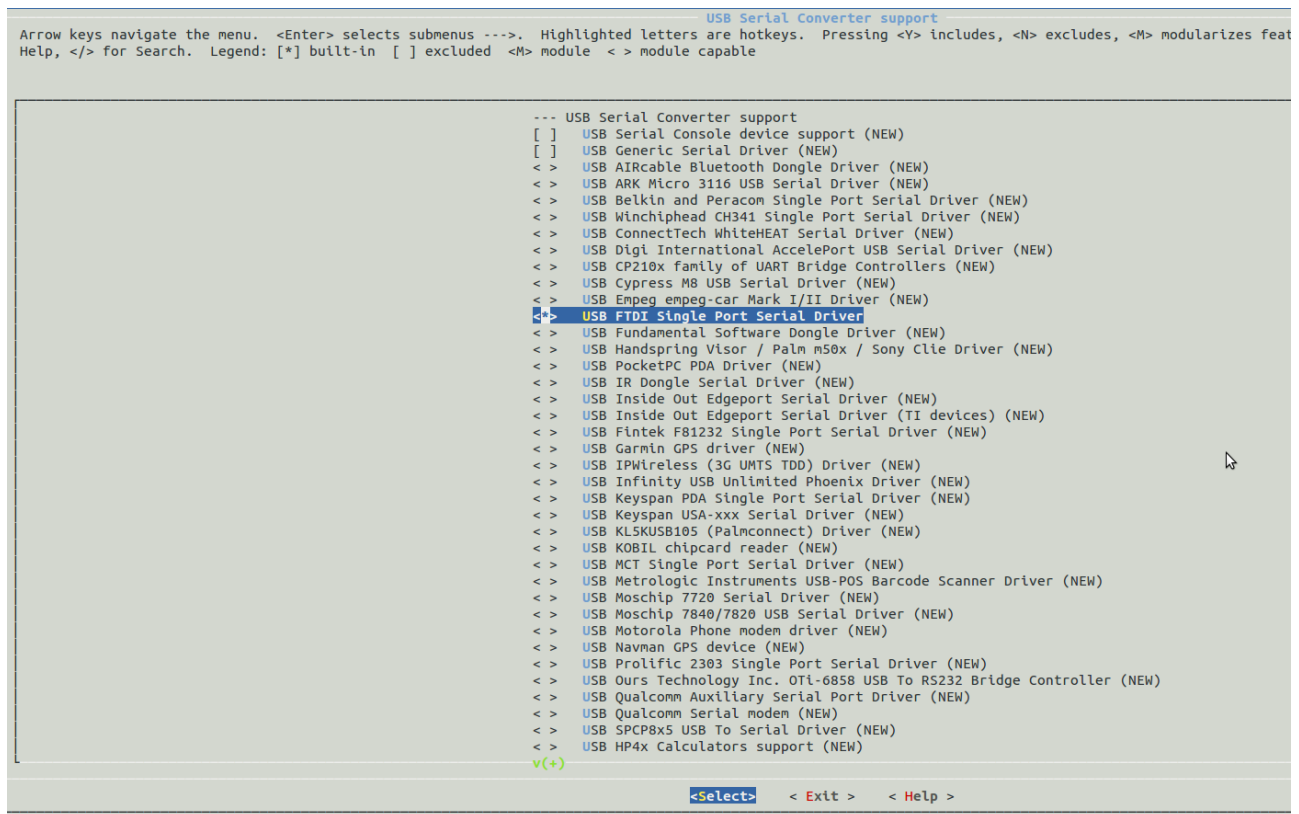 USB Serial Converter support
Arrow keys navigate the menu.  <Enter> selects submenus --->.  Highlighted letters are hotkeys.  Pressing <Y> includes, <N> excludes, <M> modularizes feat
Help, </> for Search.  Legend: [*] built-in  [ ] excluded  <M> module  < > module capable
--- USB Serial Converter support
[ ]   USB Serial Console device support (NEW)
[ ]   USB Generic Serial Driver (NEW)
< >   USB AIRcable Bluetooth Dongle Driver (NEW)
< >   USB ARK Micro 3116 USB Serial Driver (NEW)
< >   USB Belkin and Peracom Single Port Serial Driver (NEW)
< >   USB Winchiphead CH341 Single Port Serial Driver (NEW)
< >   USB ConnectTech WhiteHEAT Serial Driver (NEW)
< >   USB Digi International AccelePort USB Serial Driver (NEW)
< >   USB CP210x family of UART Bridge Controllers (NEW)
< >   USB Cypress M8 USB Serial Driver (NEW)
< >   USB Empeg empeg-car Mark I/II Driver (NEW)
<*>   USB FTDI Single Port Serial Driver
< >   USB Fundamental Software Dongle Driver (NEW)
< >   USB Handspring Visor / Palm m50x / Sony Clie Driver (NEW)
< >   USB PocketPC PDA Driver (NEW)
< >   USB IR Dongle Serial Driver (NEW)
< >   USB Inside Out Edgeport Serial Driver (NEW)
< >   USB Inside Out Edgeport Serial Driver (TI devices) (NEW)
< >   USB Fintek F81232 Single Port Serial Driver (NEW)
< >   USB Garmin GPS driver (NEW)
< >   USB IPWireless (3G UMTS TDD) Driver (NEW)
< >   USB Infinity USB Unlimited Phoenix Driver (NEW)
< >   USB Keyspan PDA Single Port Serial Driver (NEW)
< >   USB Keyspan USA-xxx Serial Driver (NEW)
< >   USB KL5KUSB105 (Palmconnect) Driver (NEW)
< >   USB KOBIL chipcard reader (NEW)
< >   USB MCT Single Port Serial Driver (NEW)
< >   USB Metrologic Instruments USB-POS Barcode Scanner Driver (NEW)
< >   USB Moschip 7720 Serial Driver (NEW)
< >   USB Moschip 7840/7820 USB Serial Driver (NEW)
< >   USB Motorola Phone modem driver (NEW)
< >   USB Navman GPS device (NEW)
< >   USB Prolific 2303 Single Port Serial Driver (NEW)
< >   USB Ours Technology Inc. OTi-6858 USB To RS232 Bridge Controller (NEW)
< >   USB Qualcomm Auxiliary Serial Port Driver (NEW)
< >   USB Qualcomm Serial modem (NEW)
< >   USB SPCP8x5 USB To Serial Driver (NEW)
< >   USB HP4x Calculators support (NEW)
v(+)
<Select>    < Exit >    < Help >